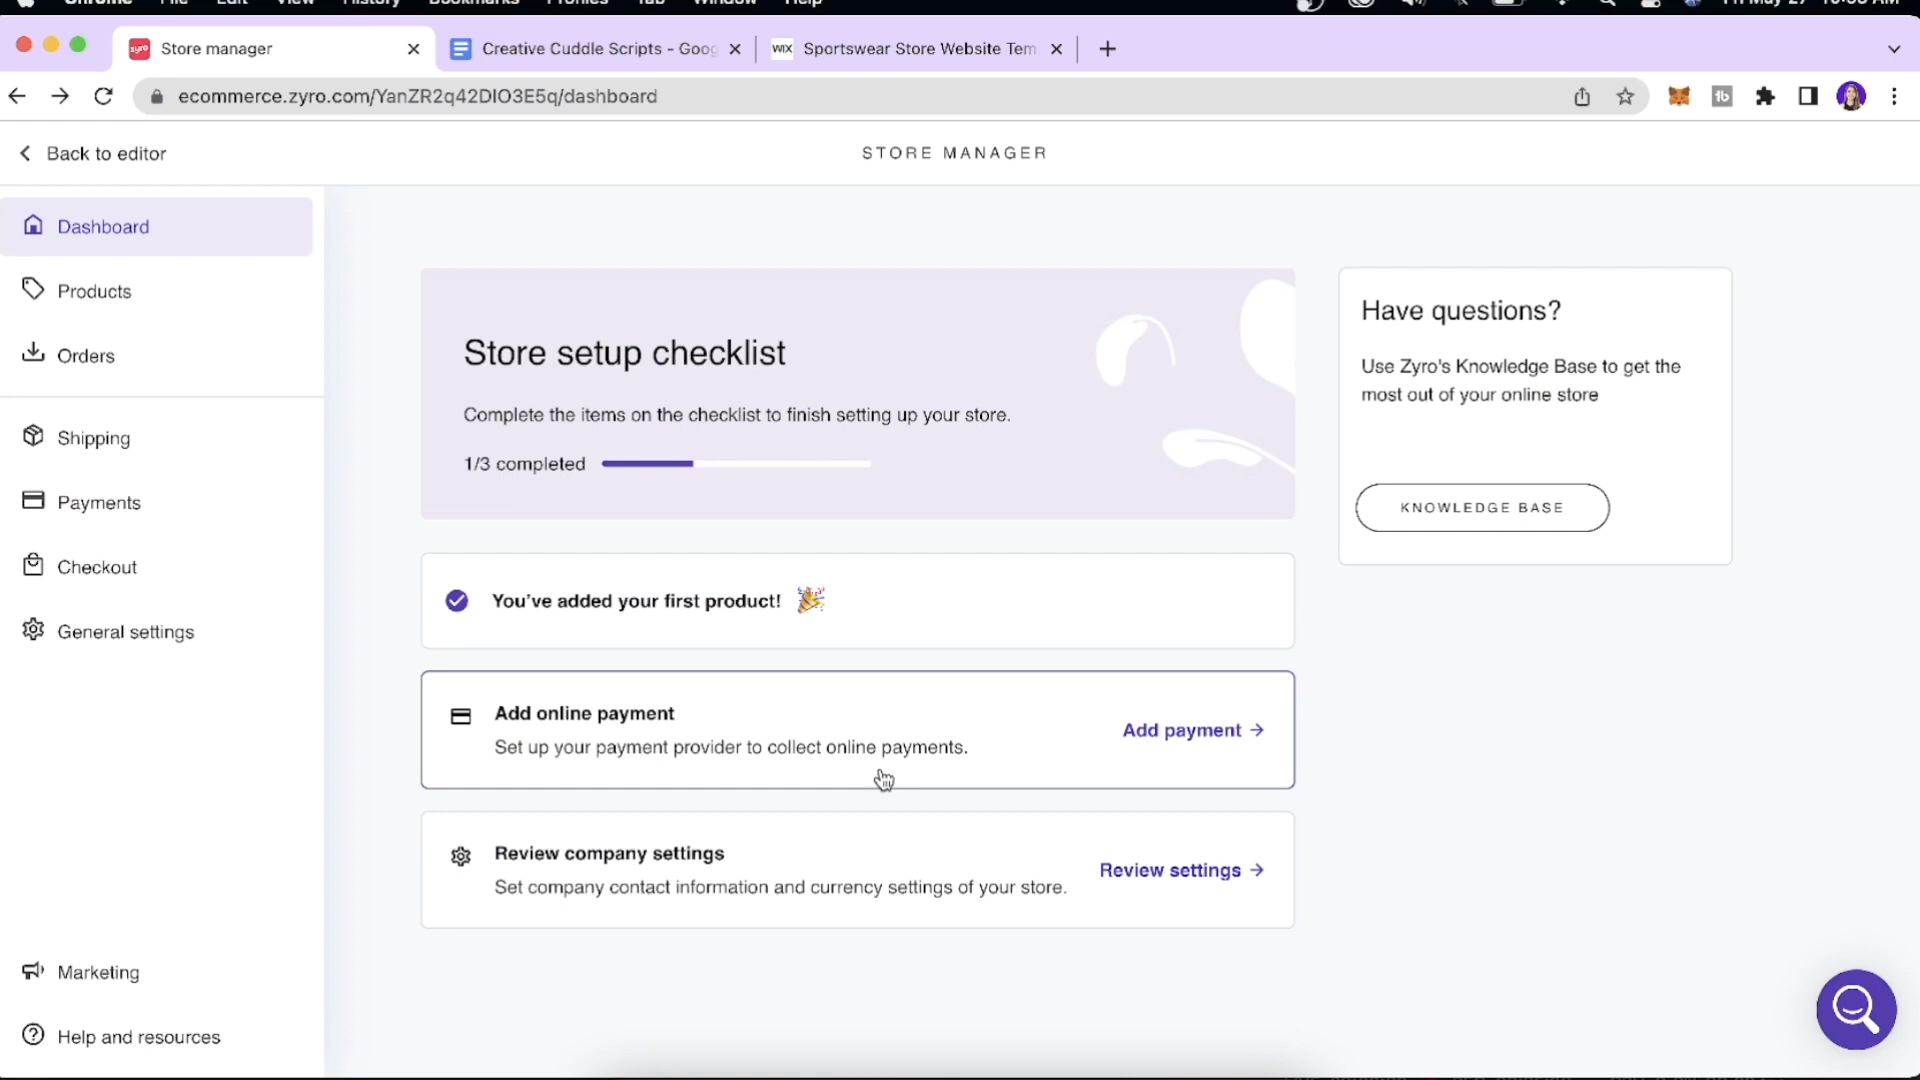 Chrome File Edit View History Bookmarks Profiles Tab Window Help
zyro Store manager
Creative Cuddle Scripts - Goog
WIX Sportswear Store Website Tem
ecommerce.zyro.com/YanZR2q42DIO3E5q/dashboard
Back to editor
STORE MANAGER
Dashboard
Products
Orders
Shipping
Payments
Checkout
General settings
Marketing
Help and resources
Store setup checklist
Complete the items on the checklist to finish setting up your store.
1/3 completed
You've added your first product!
Add online payment
Set up your payment provider to collect online payments.
Add payment →
Review company settings
Set company contact information and currency settings of your store.
Review settings →
Have questions?
Use Zyro's Knowledge Base to get the
most out of your online store
KNOWLEDGE BASE